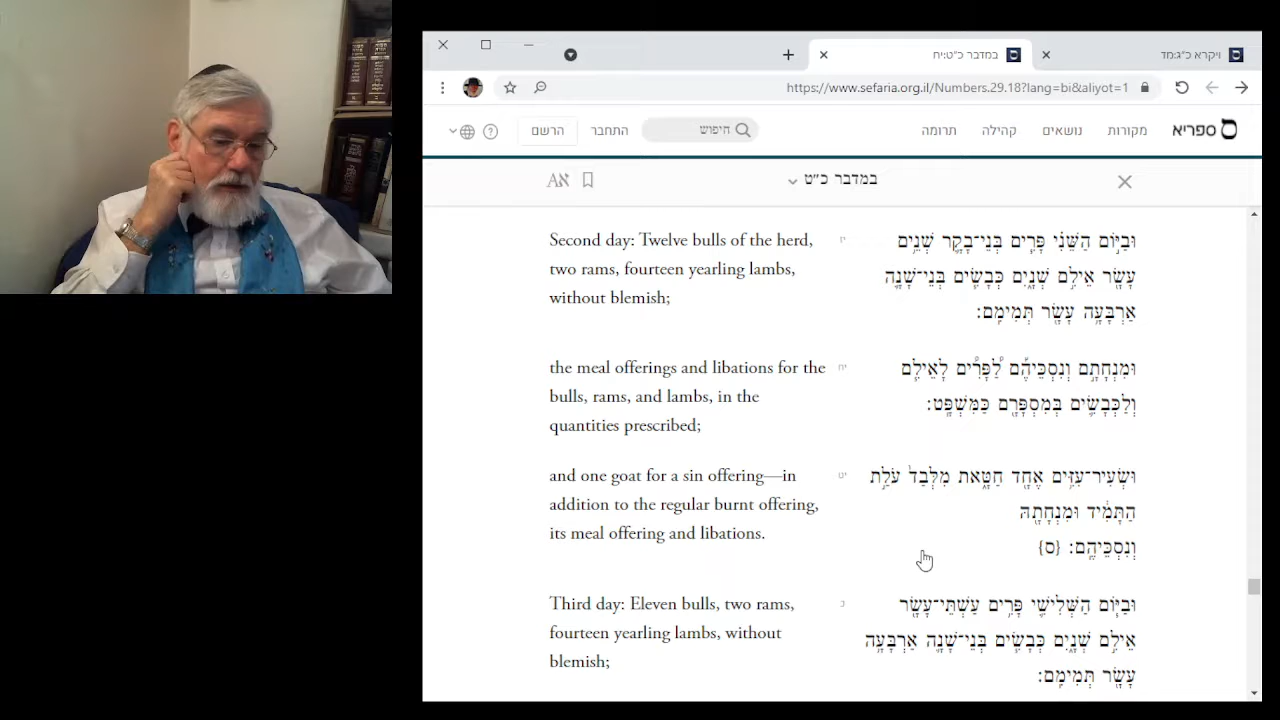 במדבר כ"ט:יח
ויקרא כ"ג:מד
www.sefaria.org.il/Numbers.29.18?lang
aliyot=1
ספריא
מקורות
נושאים
קהילה
תרומה
חיפוש
התחבר
הרשם
במדבר כ״ט
אA
Second day: Twelve bulls of the herd,
two rams, fourteen yearling lambs,
without blemish;
יז
וּבַיּ֣וֹם הַשֵּׁנִ֗י פָּרִ֧ים בְּנֵי־בָקָ֛ר שְׁנֵ֥ים
עָשָׂ֖ר אֵילִ֣ם שְׁנָ֑יִם כְּבָשִׂ֧ים בְּנֵי־שָׁנָ֛ה
אַרְבָּעָ֥ה עָשָׂ֖ר תְּמִימִֽם׃
the meal offerings and libations for the
bulls, rams, and lambs, in the
quantities prescribed;
יח
וּמִנְחָתָ֣ם וְנִסְכֵּיהֶ֡ם לַ֠פָּרִ֠ים לָאֵילִ֧ם
וְלַכְּבָשִׂ֛ים בְּמִסְפָּרָ֖ם כַּמִּשְׁפָּֽט׃
and one goat for a sin offering—in
addition to the regular burnt offering,
its meal offering and libations.
יט
וּשְׂעִיר־עִזִּ֥ים אֶחָ֖ד חַטָּ֑את מִלְּבַד֙ עֹלַ֣ת
הַתָּמִ֔יד וּמִנְחָתָ֖הּ
וְנִסְכֵּיהֶֽם׃ {ס}
Third day: Eleven bulls, two rams,
fourteen yearling lambs, without
blemish;
כ
וּבַיּ֧וֹם הַשְּׁלִישִׁ֛י פָּרִ֥ים עַשְׁתֵּי־עָשָׂ֖ר
אֵילִ֣ם שְׁנָ֑יִם כְּבָשִׂ֧ים בְּנֵי־שָׁנָ֛ה אַרְבָּעָ֥ה
עָשָׂ֖ר תְּמִימִֽם׃